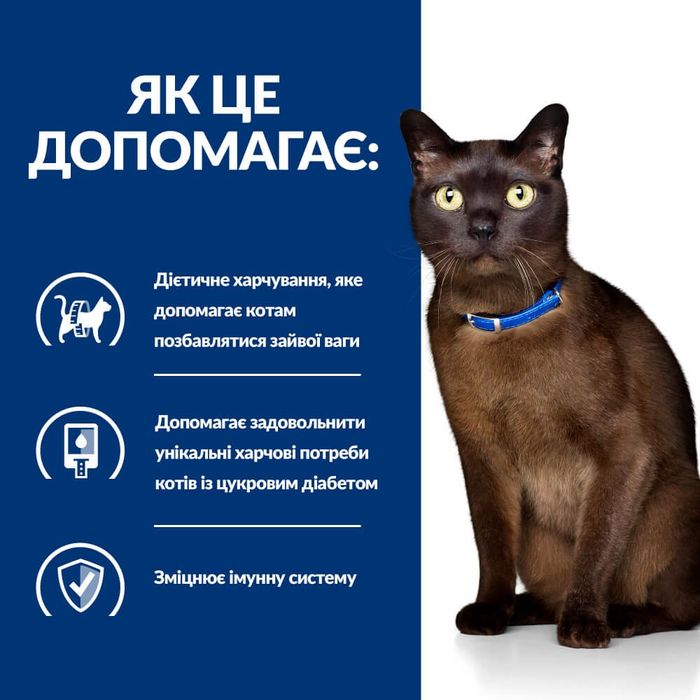 ЯК ЦЕ
ДОПОМАГАЄ:
Дієтичне харчування, яке
допомагає котам
позбавлятися зайвої ваги
Допомагає задовольнити
унікальні харчові потреби
котів із цукровим діабетом
Зміцнює імунну систему